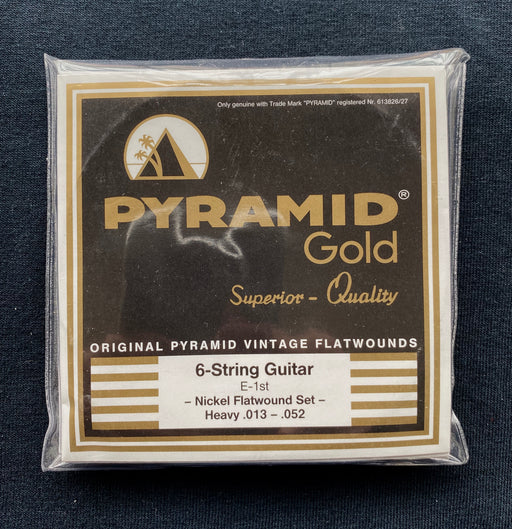 Only genuine with Trade Mark "PYRAMID" registered Nr. 613826/27
PYRAMID®
Gold
Superior - Quality
ORIGINAL PYRAMID VINTAGE FLATWOUNDS
6-String Guitar
E-1st
– Nickel Flatwound Set –
Heavy .013 – .052